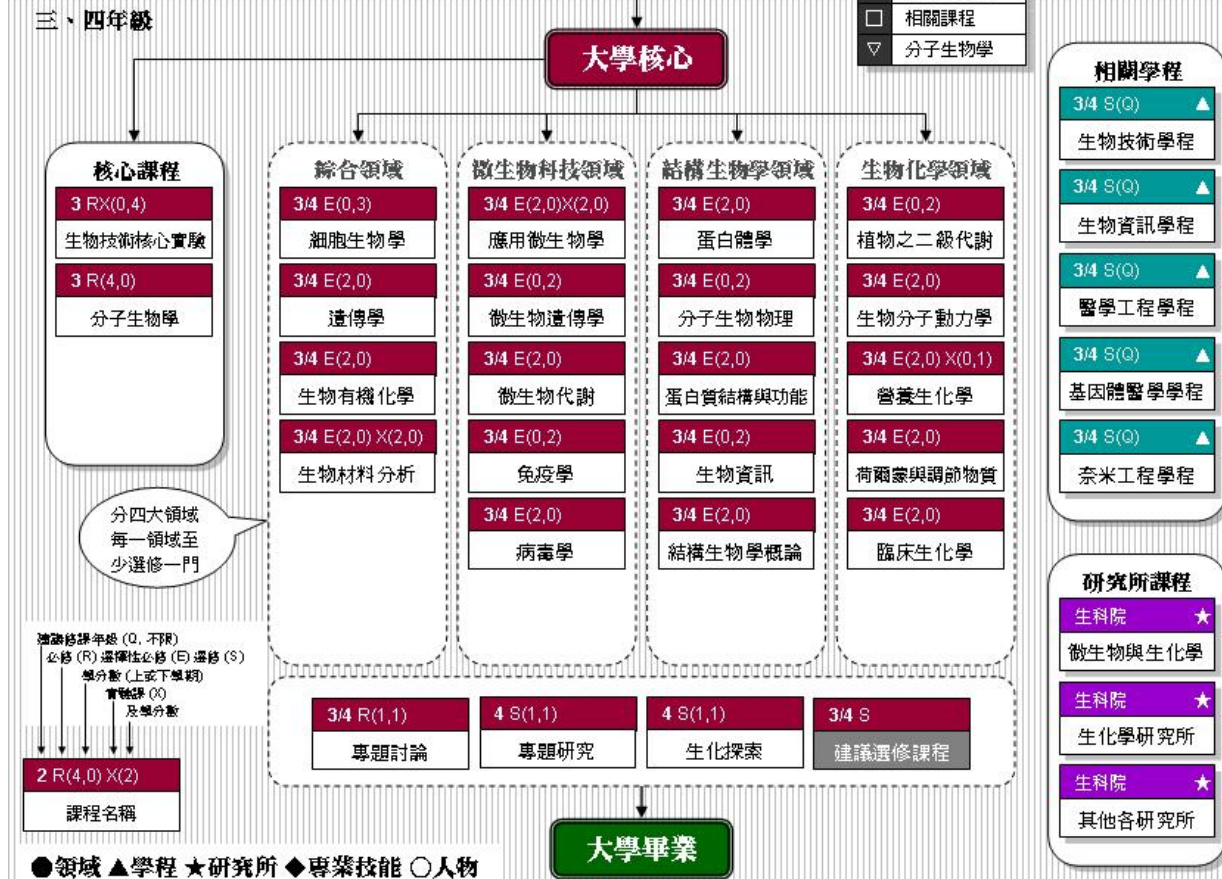 三、四年級
□ 相關課程
▽ 分子生物學
大學核心
核心課程
3 RX(0,4)
生物技術核心實驗
3 R(4,0)
分子生物學
綜合領域
3/4 E(0,3)
細胞生物學
3/4 E(2,0)
遺傳學
3/4 E(2,0)
生物有機化學
3/4 E(2,0) X(2,0)
生物材料分析
微生物科技領域
3/4 E(2,0)X(2,0)
應用微生物學
3/4 E(0,2)
微生物遺傳學
3/4 E(2,0)
微生物代謝
3/4 E(0,2)
免疫學
3/4 E(2,0)
病毒學
結構生物學領域
3/4 E(2,0)
蛋白體學
3/4 E(0,2)
分子生物物理
3/4 E(2,0)
蛋白質結構與功能
3/4 E(0,2)
生物資訊
3/4 E(2,0)
結構生物學概論
生物化學領域
3/4 E(0,2)
植物之二級代謝
3/4 E(2,0)
生物分子動力學
3/4 E(2,0) X(0,1)
營養生化學
3/4 E(2,0)
荷爾蒙與調節物質
3/4 E(2,0)
臨床生化學
相關學程
3/4 S(Q) ▲
生物技術學程
3/4 S(Q) ▲
生物資訊學程
3/4 S(Q) ▲
醫學工程學程
3/4 S(Q) ▲
基因體醫學學程
3/4 S(Q) ▲
奈米工程學程
分四大領域
每一領域至
少選修一門
研究所課程
生科院 ★
微生物與生化學
生科院 ★
生化學研究所
生科院 ★
其他各研究所
建議修課年級 (Q, 不限)
必修 (R) 選擇性必修 (E) 選修 (S)
學分數 (上或下學期)
實驗課 (X)
及學分數
2 R(4,0) X(2)
課程名稱
3/4 R(1,1)
專題討論
4 S(1,1)
專題研究
4 S(1,1)
生化探索
3/4 S
建議選修課程
大學畢業
●領域 ▲學程 ★研究所 ◆專業技能 ○人物